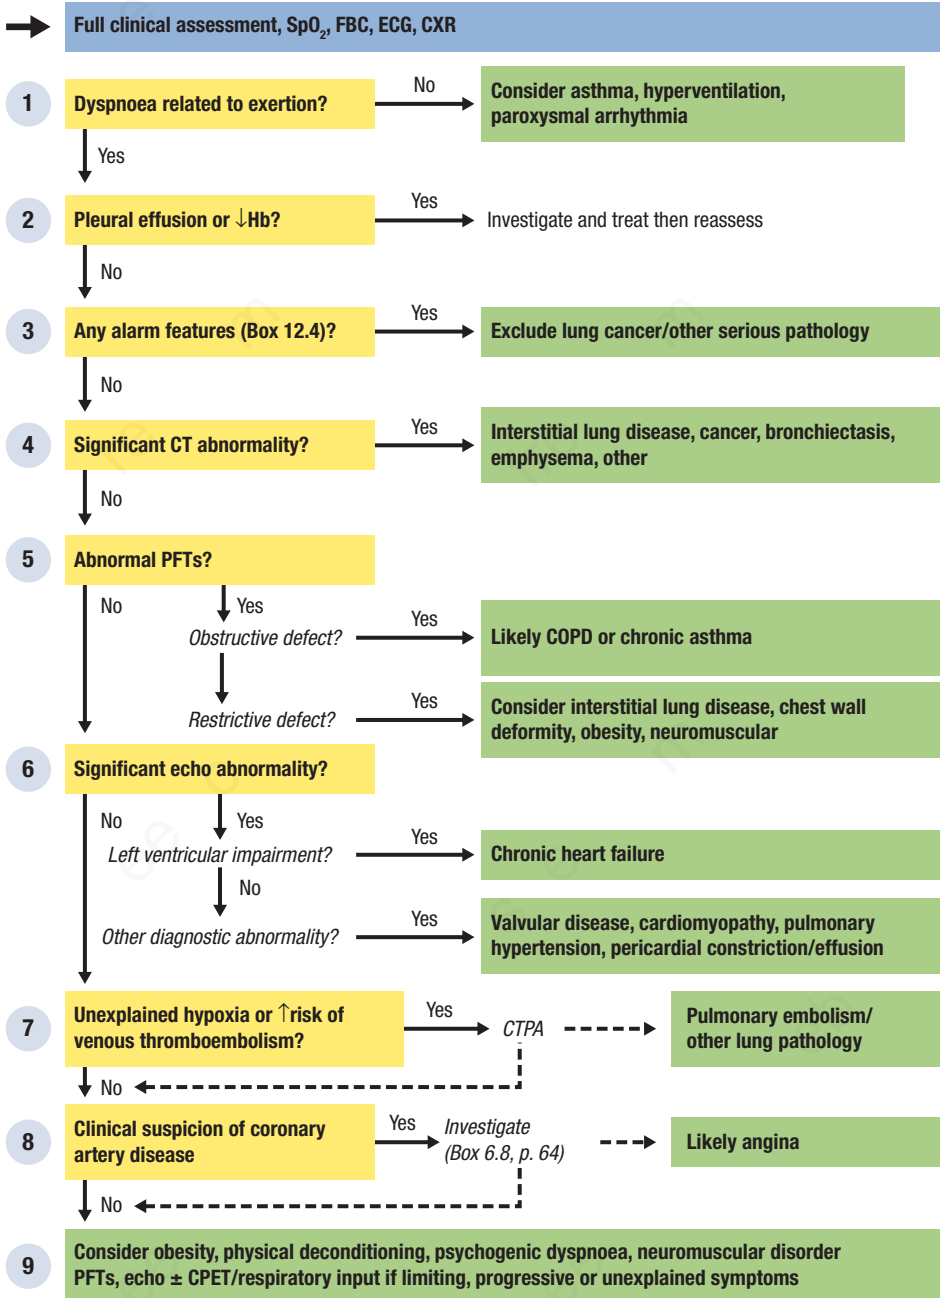 Full clinical assessment, SpO₂, FBC, ECG, CXR
1
Dyspnoea related to exertion?
No
Consider asthma, hyperventilation,
paroxysmal arrhythmia
Yes
2
Pleural effusion or ↓Hb?
Yes
Investigate and treat then reassess
No
3
Any alarm features (Box 12.4)?
Yes
Exclude lung cancer/other serious pathology
No
4
Significant CT abnormality?
Yes
Interstitial lung disease, cancer, bronchiectasis,
emphysema, other
No
5
Abnormal PFTs?
No
Yes
Obstructive defect?
Yes
Likely COPD or chronic asthma
Restrictive defect?
Yes
Consider interstitial lung disease, chest wall
deformity, obesity, neuromuscular
6
Significant echo abnormality?
No
Yes
Left ventricular impairment?
Yes
Chronic heart failure
No
Other diagnostic abnormality?
Yes
Valvular disease, cardiomyopathy, pulmonary
hypertension, pericardial constriction/effusion
7
Unexplained hypoxia or ↑risk of
venous thromboembolism?
Yes
CTPA
Pulmonary embolism/
other lung pathology
No
8
Clinical suspicion of coronary
artery disease
Yes
Investigate
(Box 6.8, p. 64)
Likely angina
No
9
Consider obesity, physical deconditioning, psychogenic dyspnoea, neuromuscular disorder
PFTs, echo ± CPET/respiratory input if limiting, progressive or unexplained symptoms